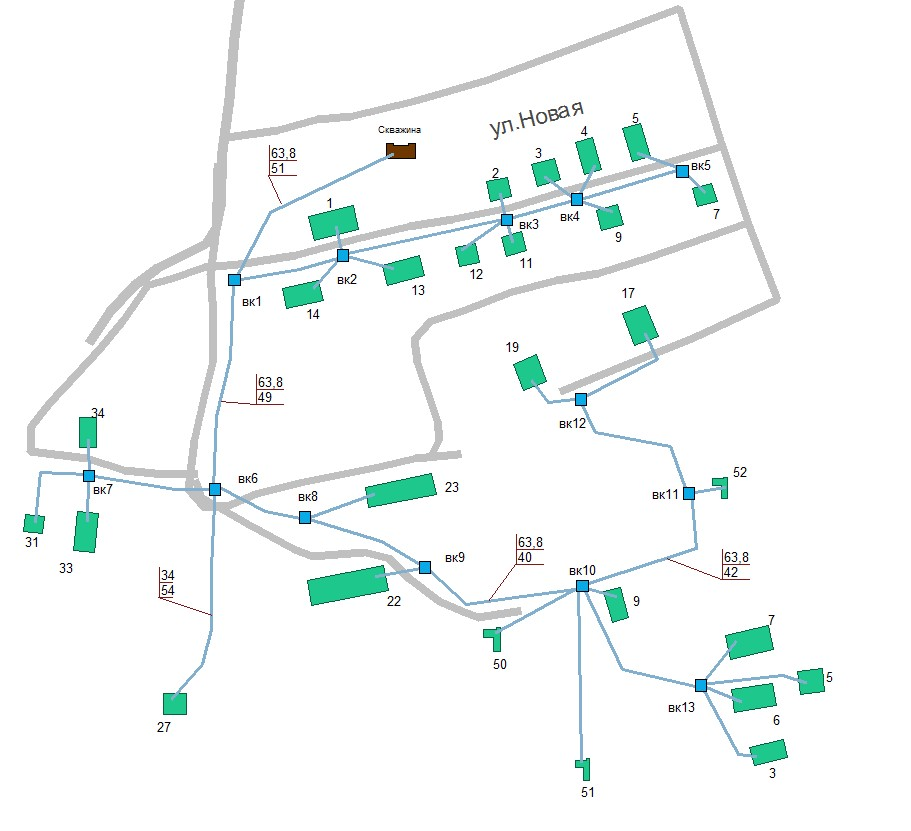 ул.Новая
Скважина
63,8
51
5
4
3
2
1
вк5
7
вк4
9
вк3
11
12
вк2
13
14
вк1
17
19
63,8
49
вк12
34
вк7
31
33
вк6
вк8
23
52
вк11
вк9
22
63,8
40
63,8
42
34
54
вк10
9
50
27
7
5
вк13
6
3
51